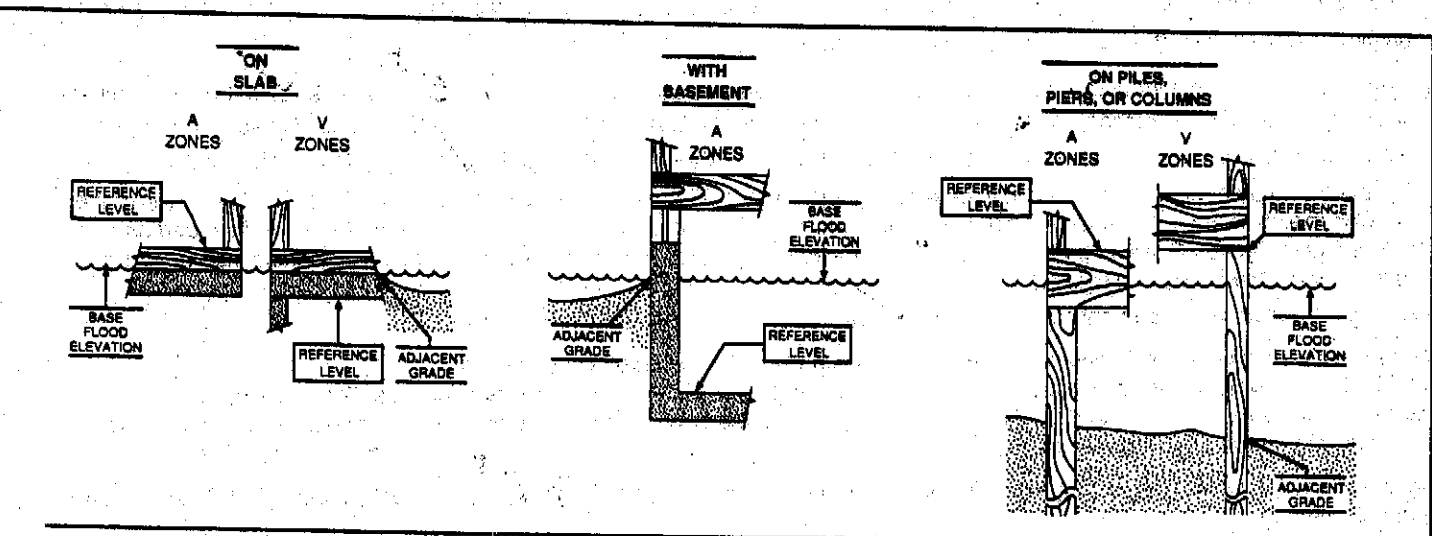 ON
SLAB
A
ZONES
V
ZONES
REFERENCE
LEVEL
BASE
FLOOD
ELEVATION
REFERENCE
LEVEL
ADJACENT
GRADE
WITH
BASEMENT
A
ZONES
BASE
FLOOD
ELEVATION
ADJACENT
GRADE
REFERENCE
LEVEL
ON PILES,
PIERS, OR COLUMNS
A
ZONES
V
ZONES
REFERENCE
LEVEL
REFERENCE
LEVEL
BASE
FLOOD
ELEVATION
ADJACENT
GRADE